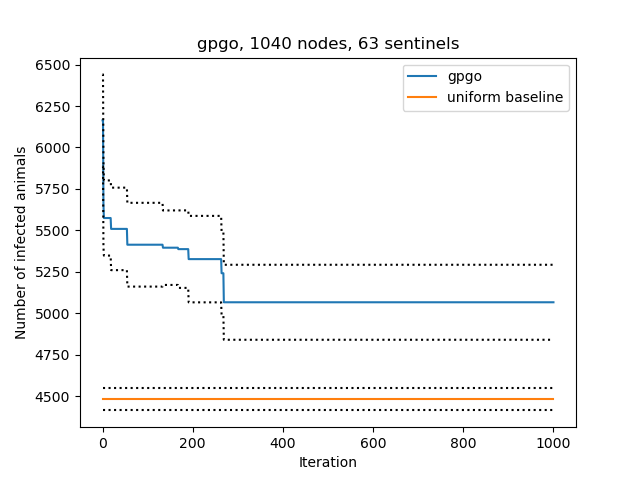 gpgo, 1040 nodes, 63 sentinels
gpgo
uniform baseline
Number of infected animals
6500
6250
6000
5750
5500
5250
5000
4750
4500
0 200 400 600 800 1000
Iteration